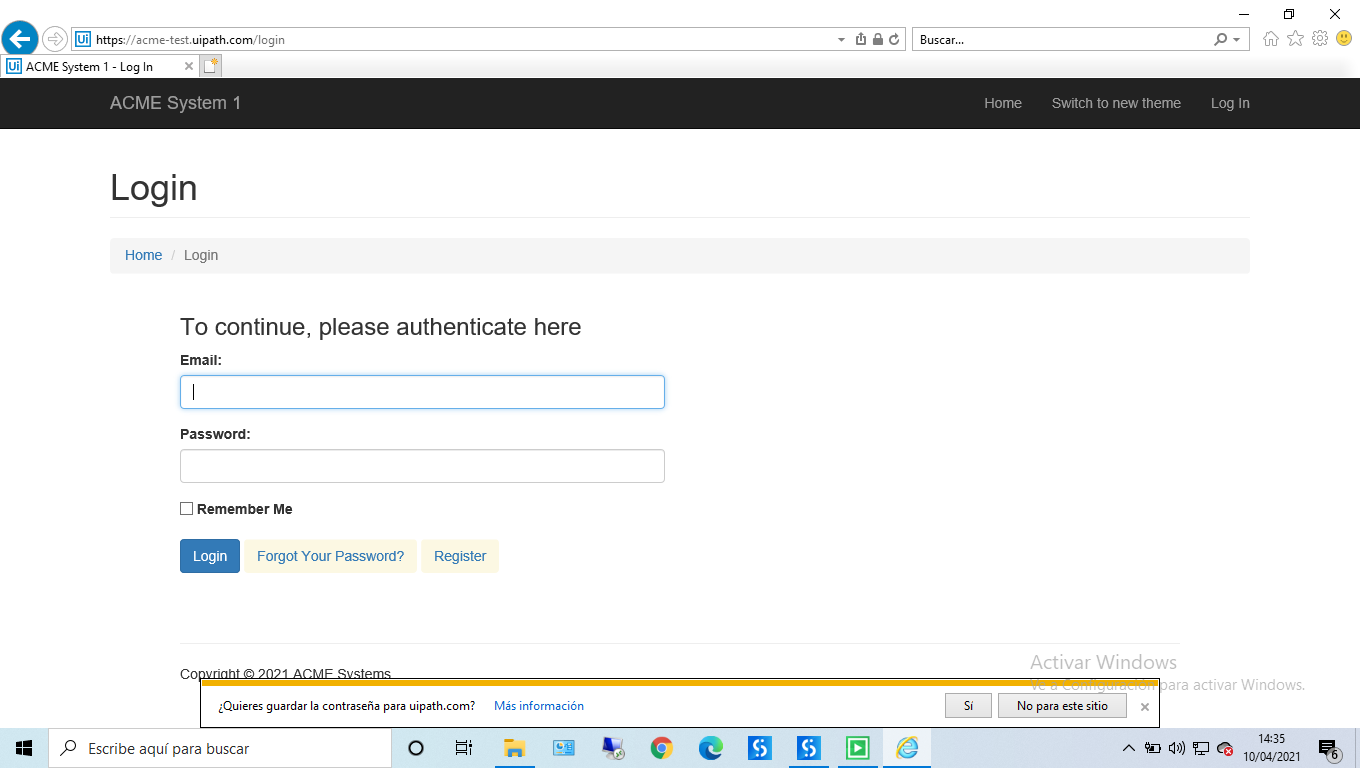 https://acme-test.uipath.com/login
Buscar...
Ui ACME System 1 - Log In
ACME System 1
Home Switch to new theme Log In
Login
Home / Login
To continue, please authenticate here
Email:
Password:
Remember Me
Login Forgot Your Password? Register
Copyright © 2021 ACME Systems
Activar Windows
Ve a Configuración para activar Windows.
¿Quieres guardar la contraseña para uipath.com? Más información Sí No para este sitio
Escribe aquí para buscar
14:35
10/04/2021
6